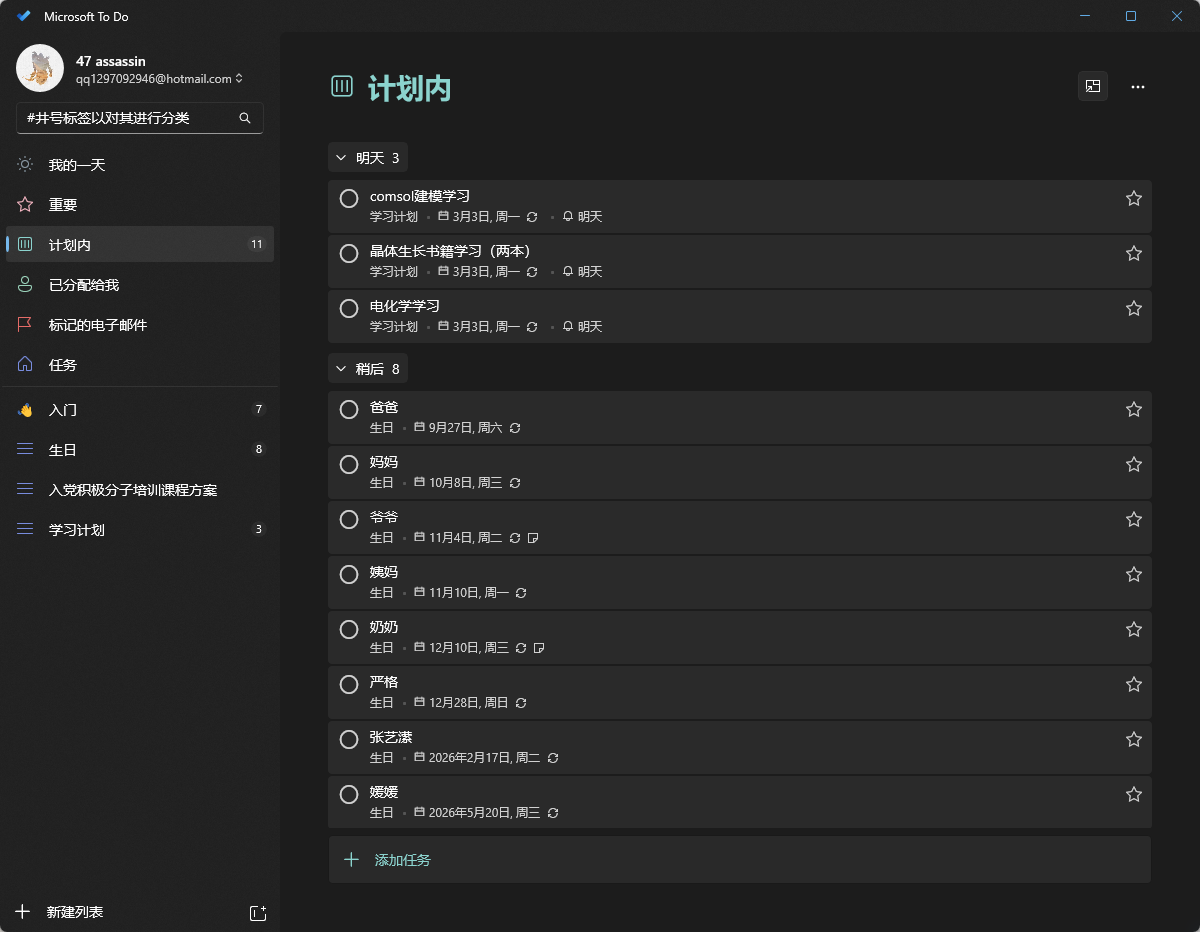 Microsoft To Do
47 assassin
qq1297092946@hotmail.com
#井号标签以对其进行分类
我的一天
重要
计划内 11
已分配给我
标记的电子邮件
任务
入门 7
生日 8
入党积极分子培训课程方案
学习计划 3
新建列表
计划内
明天 3
comsol建模学习
学习计划 • 3月3日, 周一 • 明天
晶体生长书籍学习（两本）
学习计划 • 3月3日, 周一 • 明天
电化学学习
学习计划 • 3月3日, 周一 • 明天
稍后 8
爸爸
生日 • 9月27日, 周六
妈妈
生日 • 10月8日, 周三
爷爷
生日 • 11月4日, 周二
姨妈
生日 • 11月10日, 周一
奶奶
生日 • 12月10日, 周三
严格
生日 • 12月28日, 周日
张艺潆
生日 • 2026年2月17日, 周二
媛媛
生日 • 2026年5月20日, 周三
添加任务